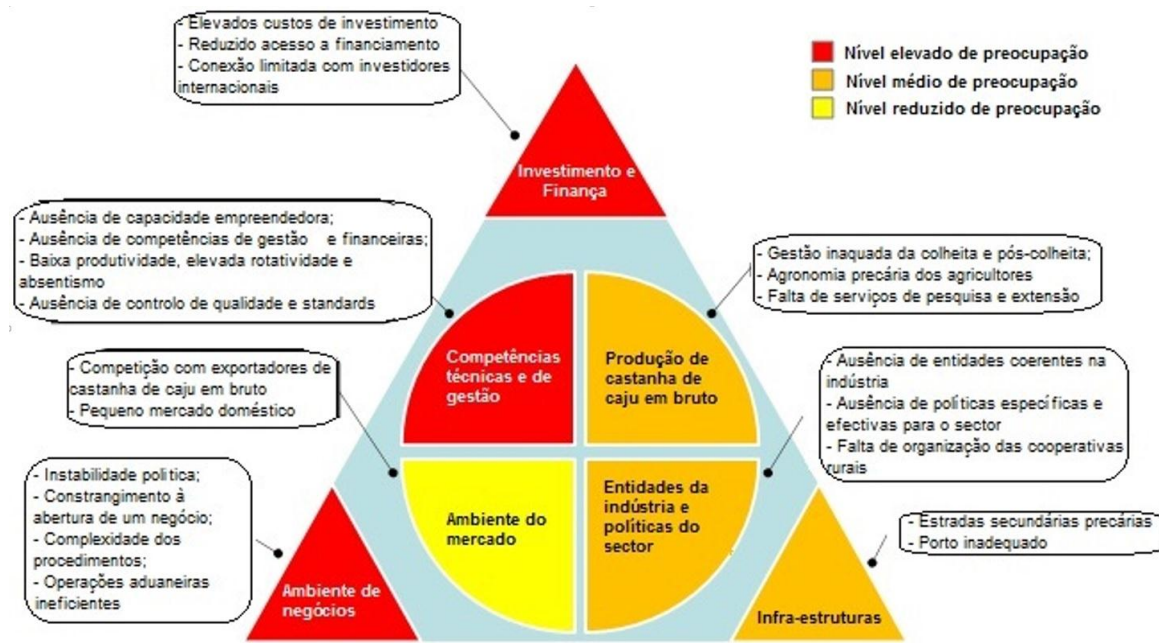 - Elevados custos de investimento
- Reduzido acesso a financiamento
- Conexão limitada com investidores
internacionais
Nível elevado de preocupação
Nível médio de preocupação
Nível reduzido de preocupação
Investimento e
Finança
- Ausência de capacidade empreendedora;
- Ausência de competências de gestão e financeiras;
- Baixa produtividade, elevada rotatividade e
absentismo
- Ausência de controlo de qualidade e standards
- Gestão inaquada da colheita e pós-colheita;
- Agronomia precária dos agricultores
- Falta de serviços de pesquisa e extensão
Competências
técnicas e de
gestão
Produção de
castanha de
caju em bruto
- Competição com exportadores de
castanha de caju em bruto
- Pequeno mercado doméstico
- Ausência de entidades coerentes na
indústria
- Ausência de políticas específicas e
efectivas para o sector
- Falta de organização das cooperativas
rurais
- Instabilidade politica;
- Constrangimento à
abertura de um negócio;
- Complexidade dos
procedimentos;
- Operações aduaneiras
ineficientes
Ambiente do
mercado
Entidades da
indústria e
políticas do
sector
- Estradas secundárias precárias
- Porto inadequado
Ambiente de
negócios
Infra-estruturas